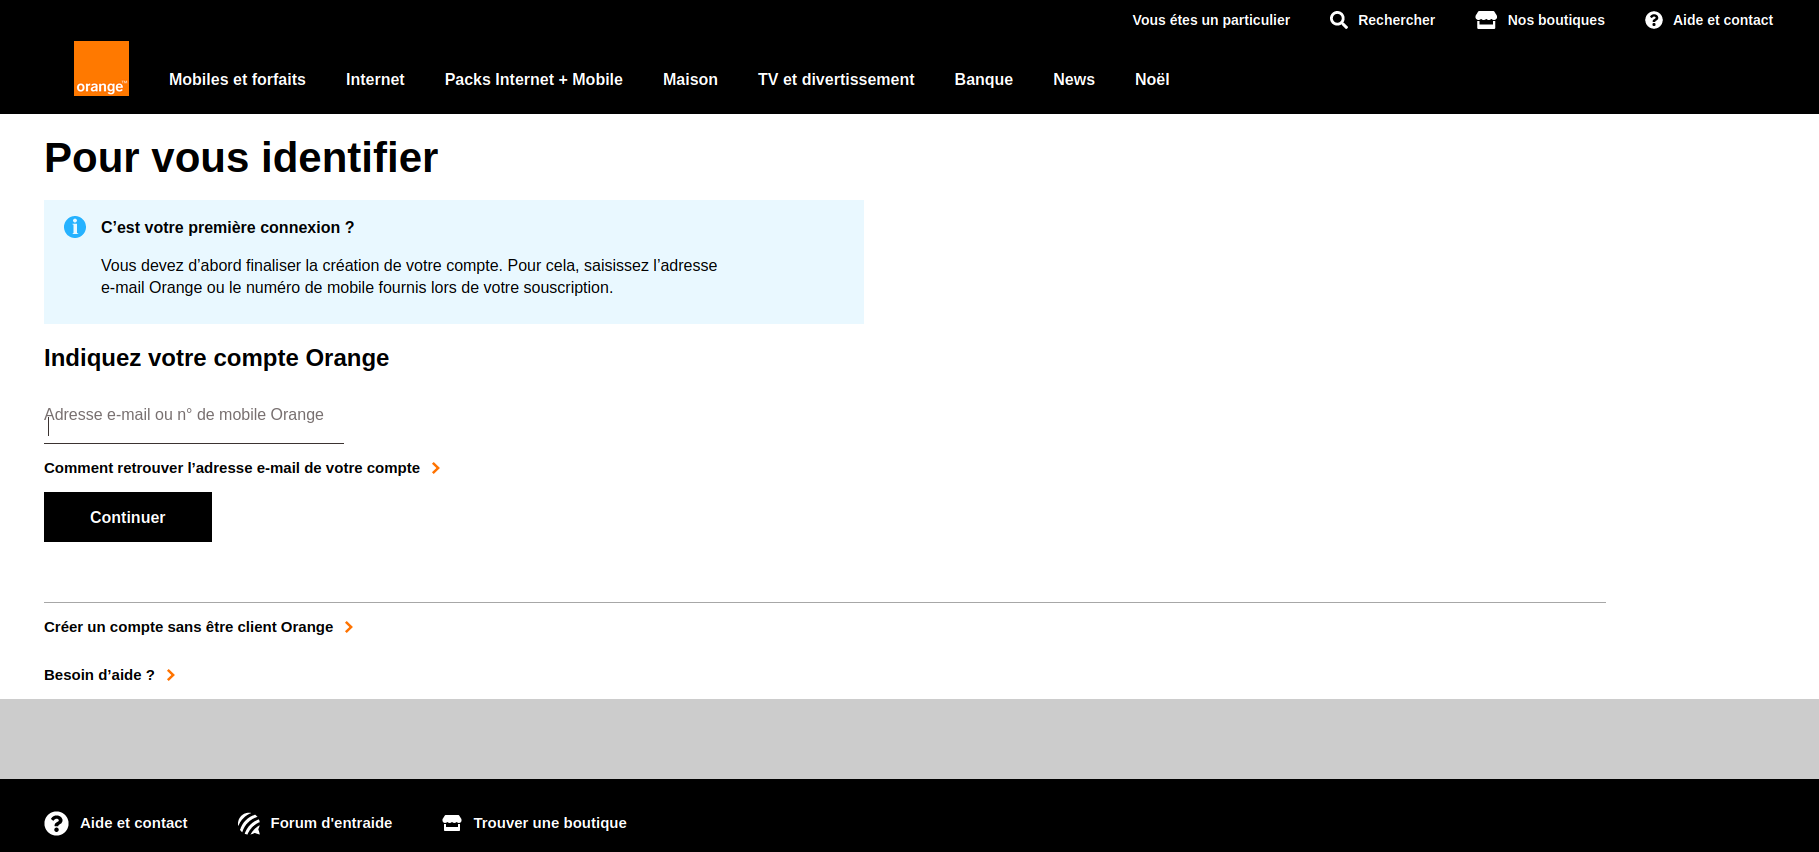 Vous étes un particulier
Rechercher
Nos boutiques
Aide et contact
orange™
Mobiles et forfaits
Internet
Packs Internet + Mobile
Maison
TV et divertissement
Banque
News
Noël
Pour vous identifier
C’est votre première connexion ?
Vous devez d’abord finaliser la création de votre compte. Pour cela, saisissez l’adresse
e-mail Orange ou le numéro de mobile fournis lors de votre souscription.
Indiquez votre compte Orange
Adresse e-mail ou n° de mobile Orange
Comment retrouver l’adresse e-mail de votre compte
Continuer
Créer un compte sans être client Orange
Besoin d’aide ?
Aide et contact
Forum d'entraide
Trouver une boutique